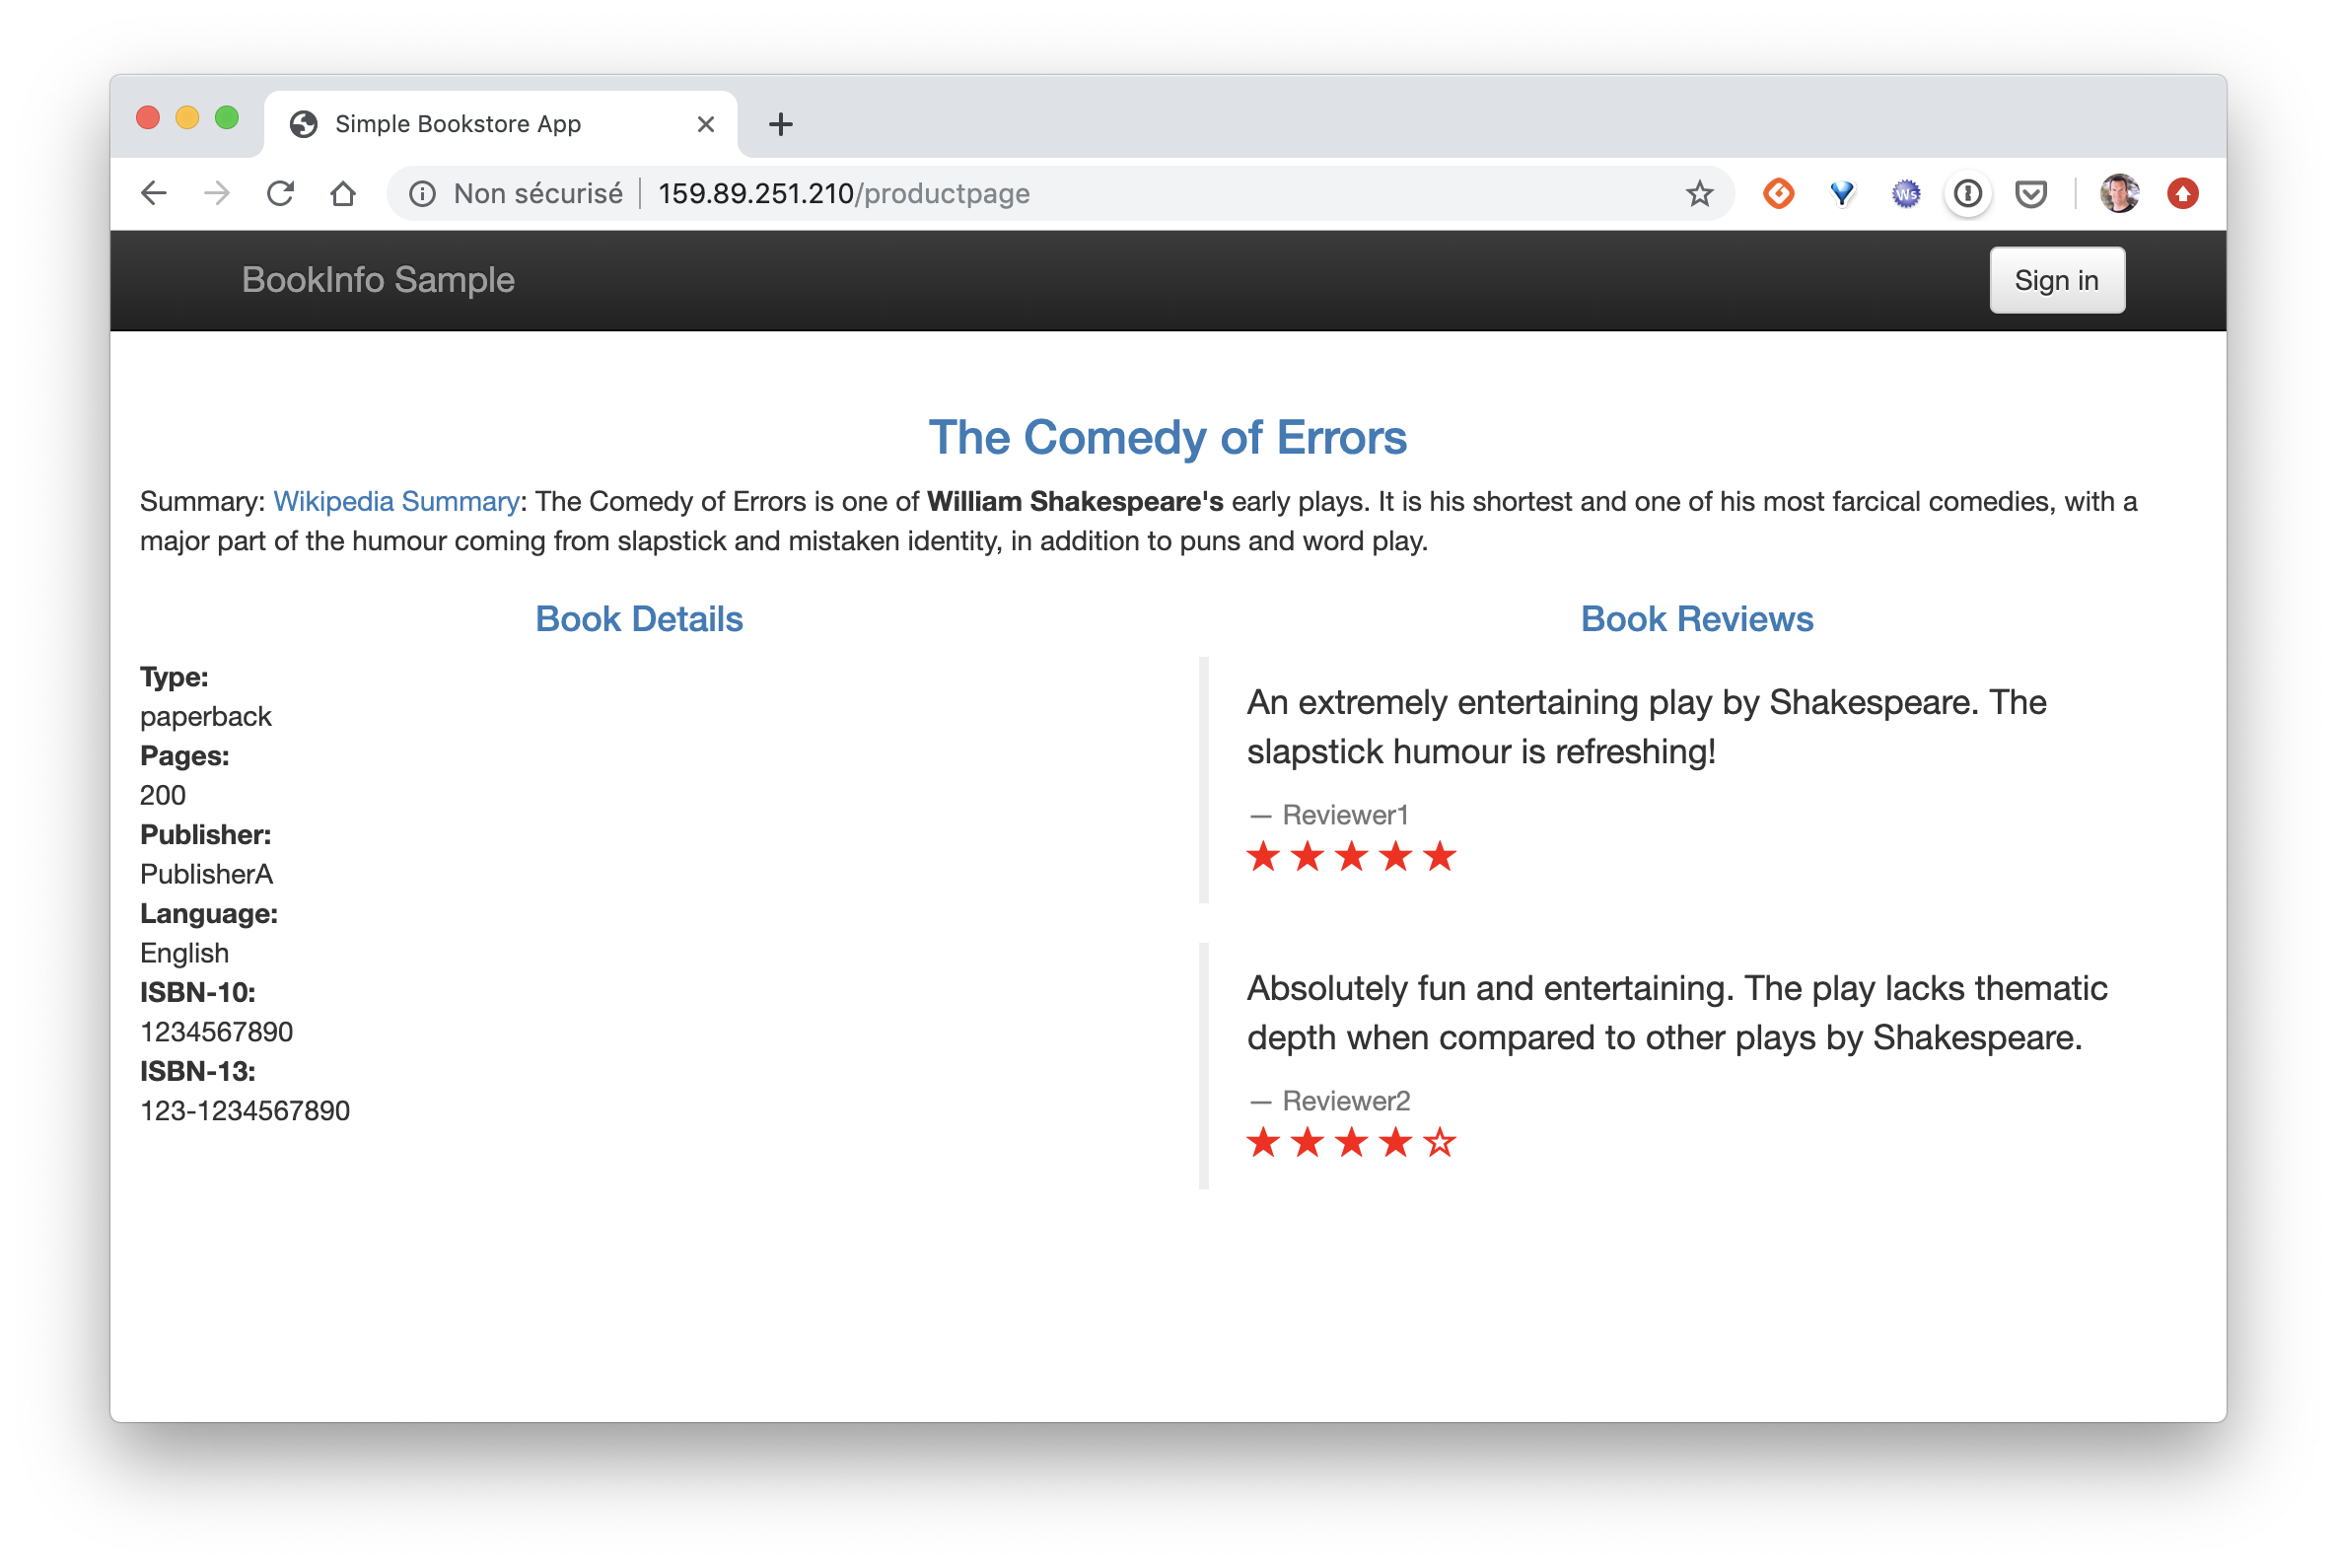 Simple Bookstore App
Non sécurisé 159.89.251.210/productpage
Ws
BookInfo Sample
Sign in
The Comedy of Errors
Summary: Wikipedia Summary: The Comedy of Errors is one of William Shakespeare's early plays. It is his shortest and one of his most farcical comedies, with a
major part of the humour coming from slapstick and mistaken identity, in addition to puns and word play.
Book Details
Type:
paperback
Pages:
200
Publisher:
PublisherA
Language:
English
ISBN-10:
1234567890
ISBN-13:
123-1234567890
Book Reviews
An extremely entertaining play by Shakespeare. The
slapstick humour is refreshing!
— Reviewer1
★★★★★
Absolutely fun and entertaining. The play lacks thematic
depth when compared to other plays by Shakespeare.
— Reviewer2
★★★★☆